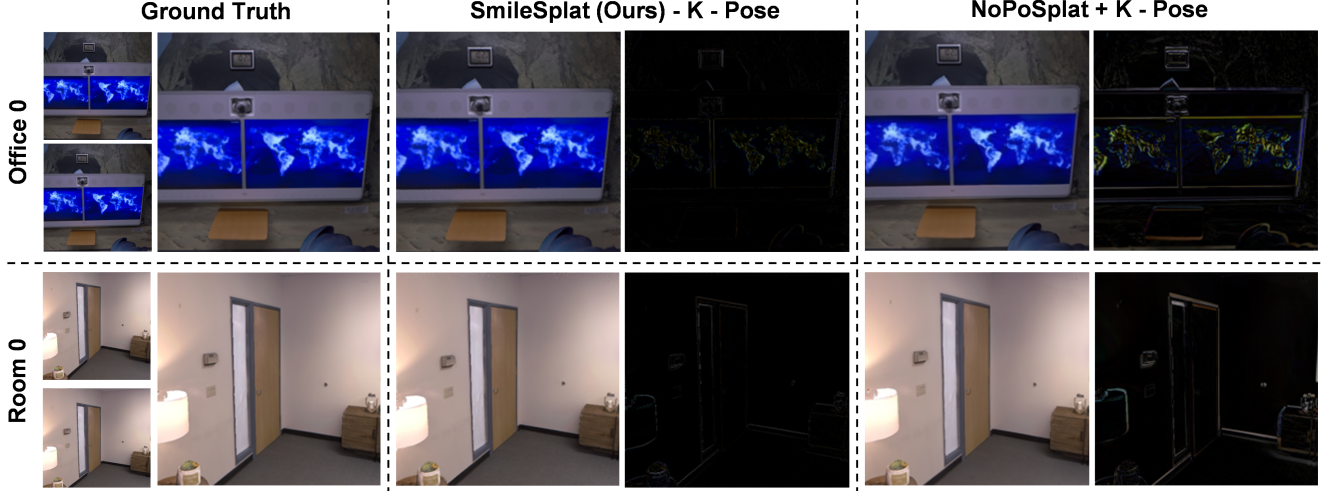 Ground Truth
SmileSplat (Ours) - K - Pose
NoPoSplat + K - Pose
Office 0
Room 0